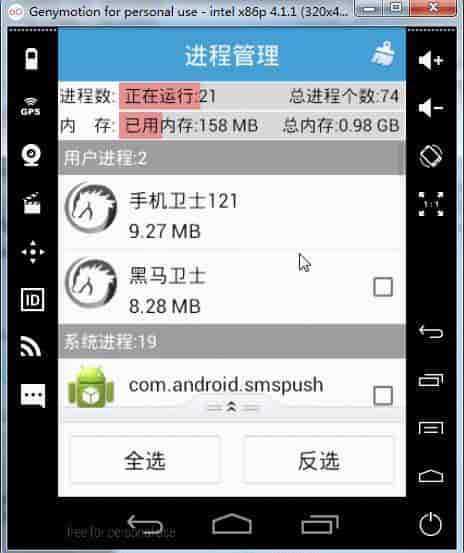 Genymotion for personal use - intel x86p 4.1.1 (320x4...
进程管理
进程数: 正在运行:21 总进程个数:74
内 存: 已用内存:158 MB 总内存:0.98 GB
用户进程:2
手机卫士121
9.27 MB
黑马卫士
8.28 MB
系统进程:19
com.android.smspush
全选 反选
free for personal use
GPS
ID
1:1